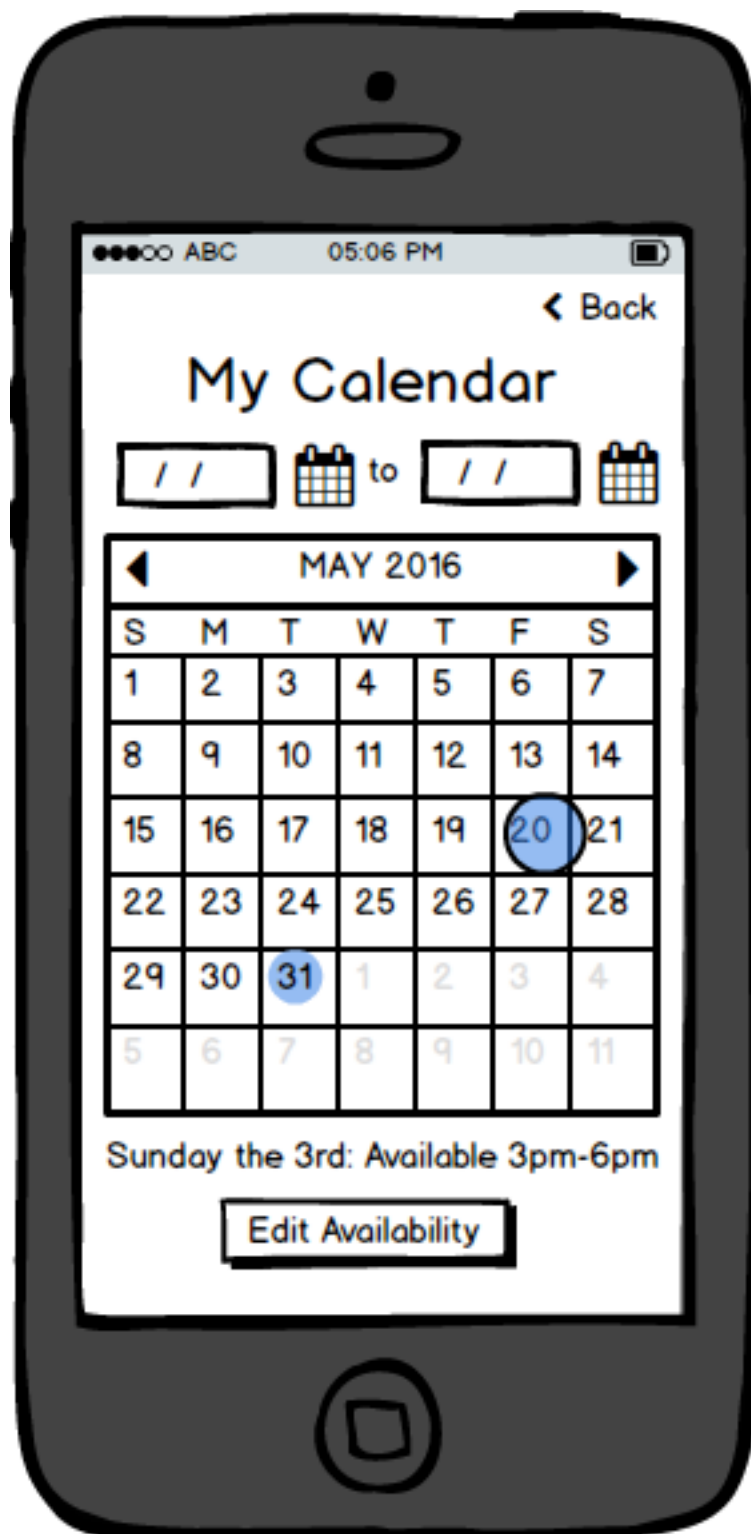 ABC 05:06 PM
Back
My Calendar
/ / to / /
MAY 2016
S M T W T F S
1 2 3 4 5 6 7
8 9 10 11 12 13 14
15 16 17 18 19 20 21
22 23 24 25 26 27 28
29 30 31 1 2 3 4
5 6 7 8 9 10 11
Sunday the 3rd: Available 3pm-6pm
Edit Availability